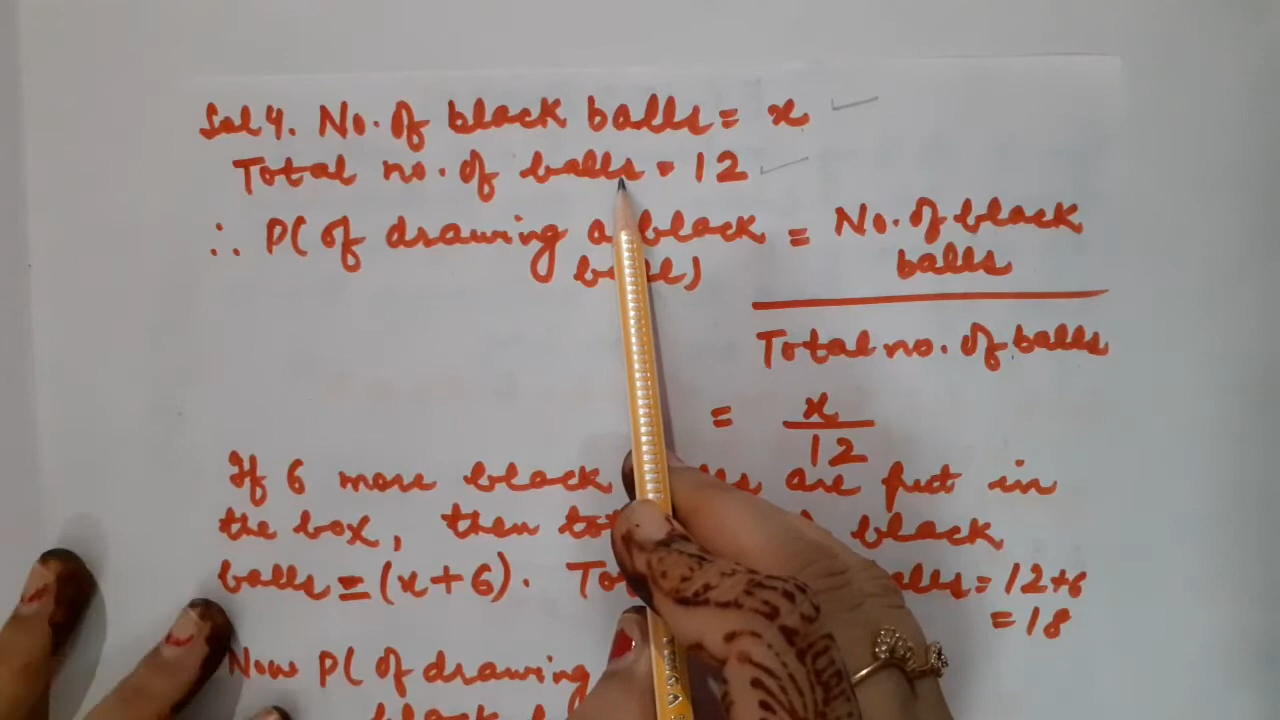 Sol 4. No. of black balls = x
Total no. of balls = 12
∴ P( of drawing a black = No. of black
ball) balls
Total no. of balls
= x
12
If 6 more black are put in
the box, then black
balls = (x+6). = 12+6
= 18
Now P( of drawing